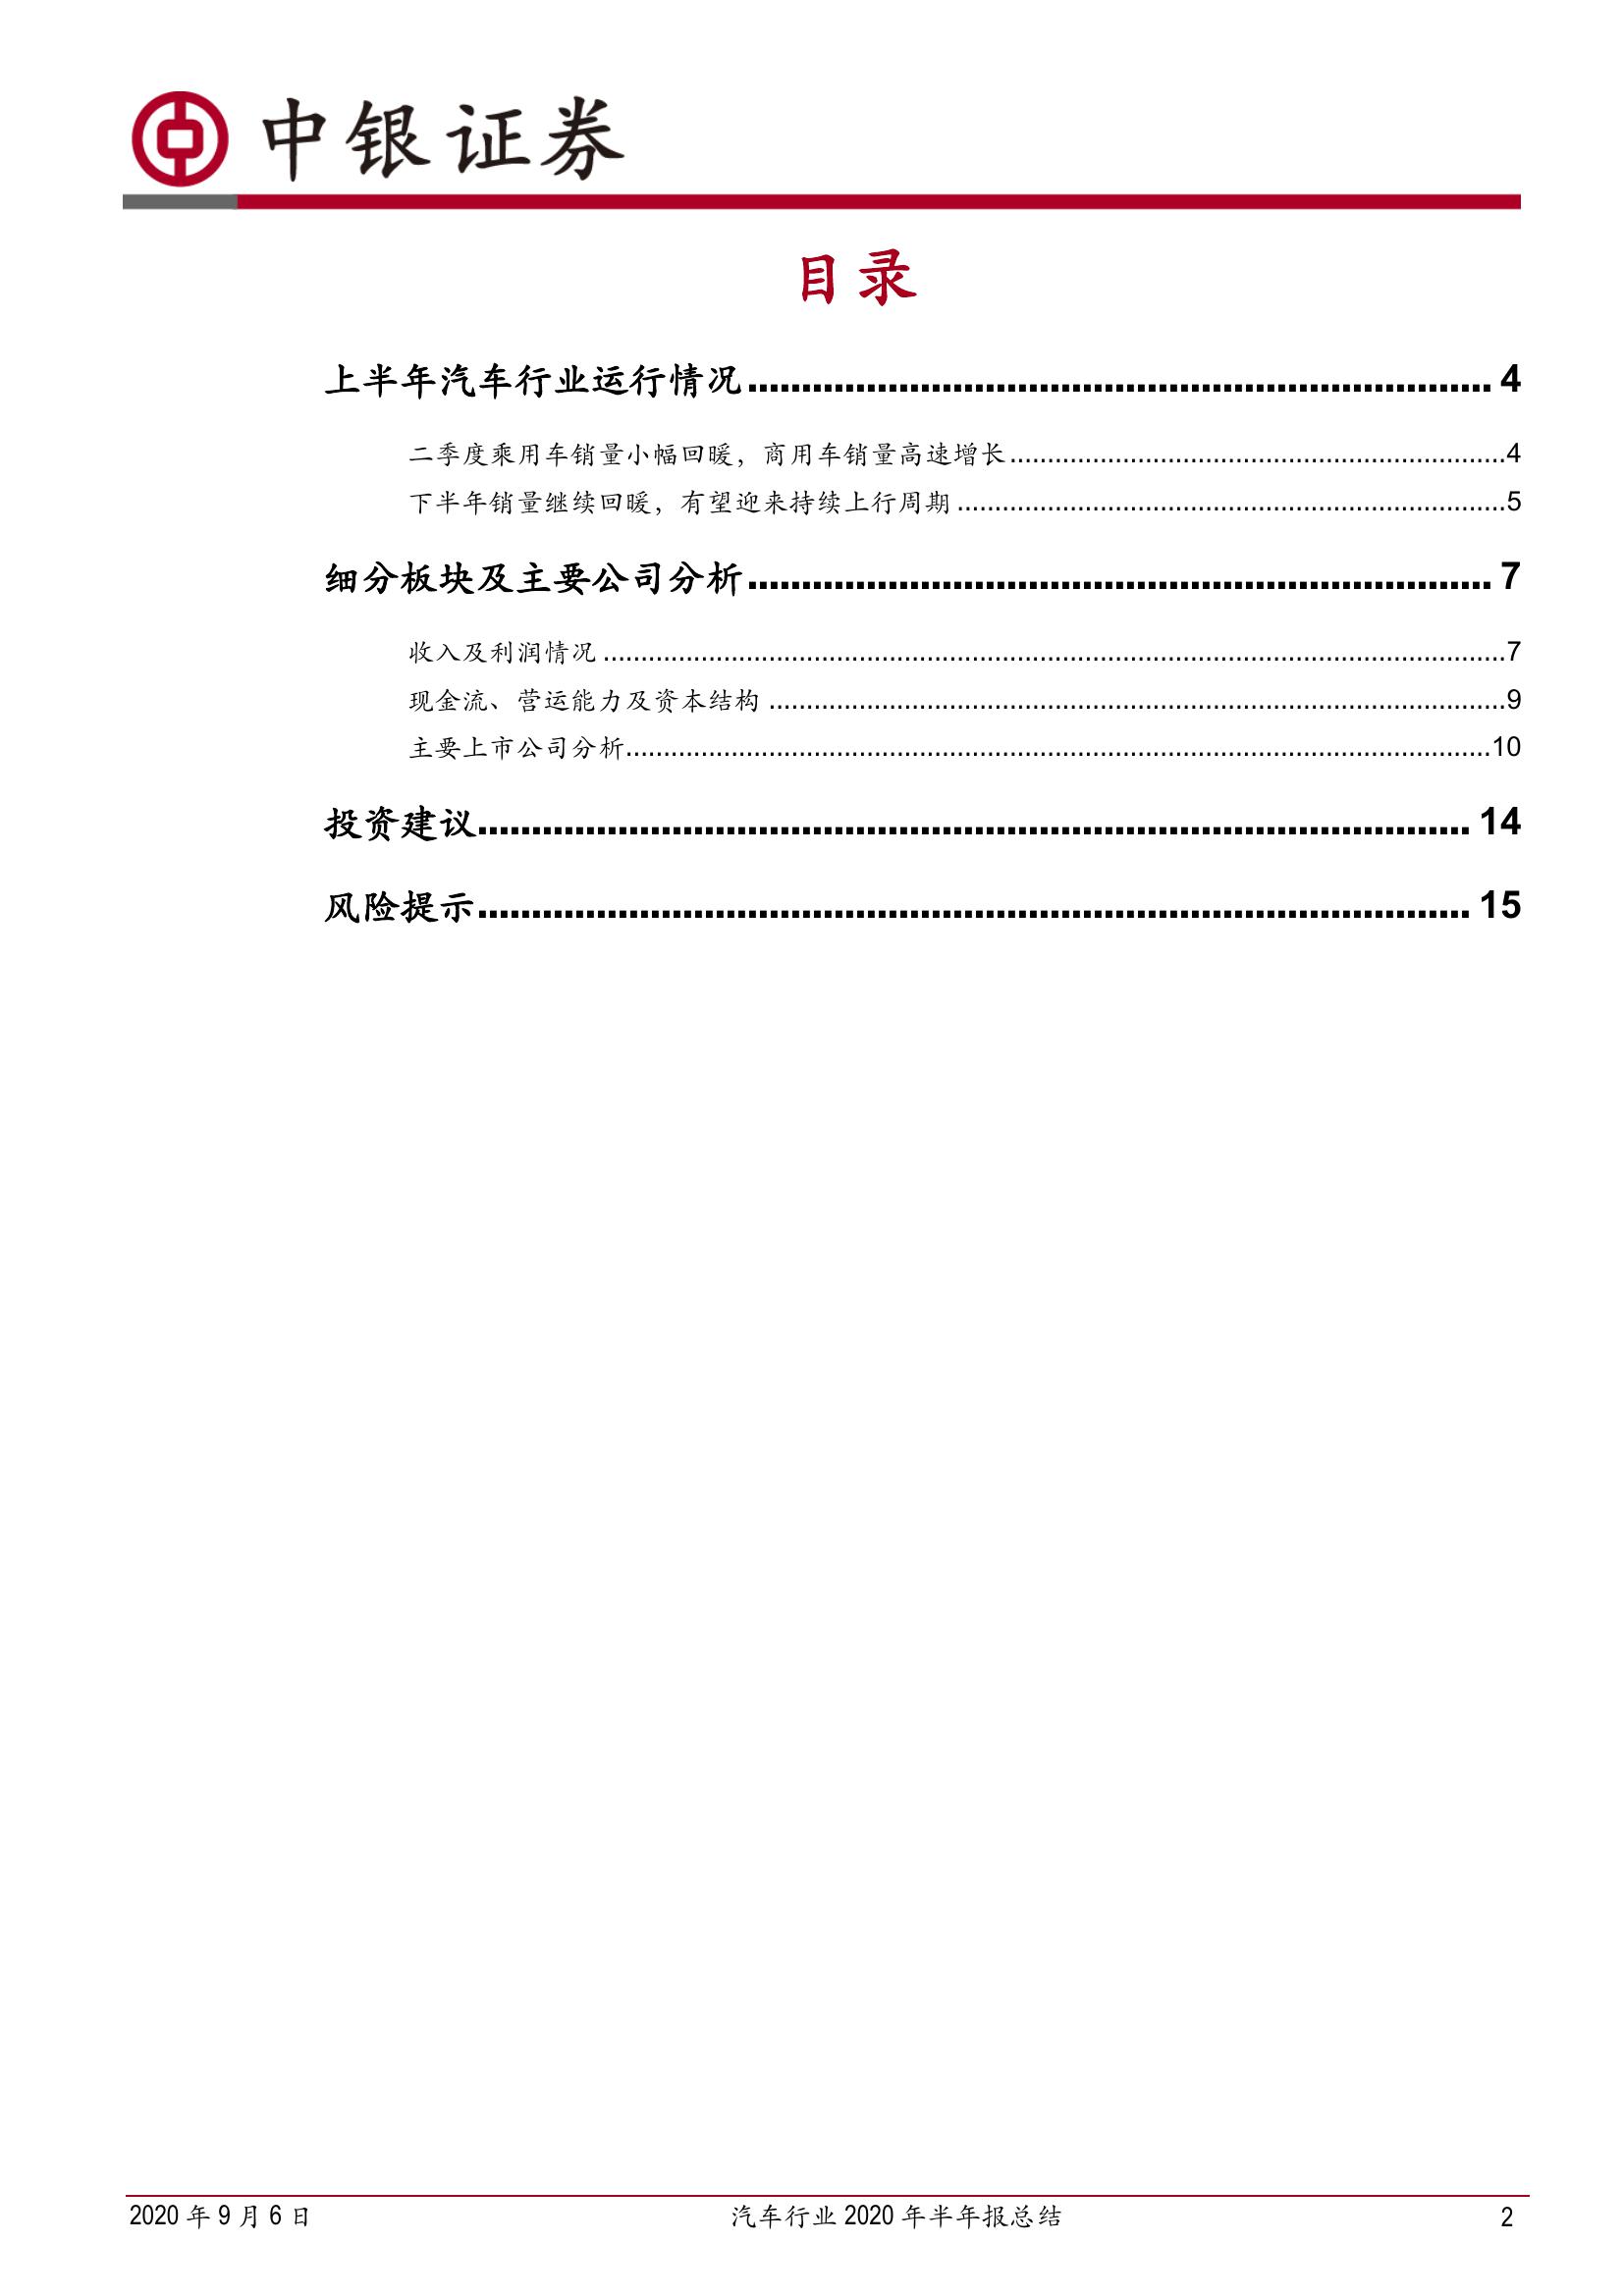 中银证券
目录
上半年汽车行业运行情况 4
二季度乘用车销量小幅回暖，商用车销量高速增长 4
下半年销量继续回暖，有望迎来持续上行周期 5
细分板块及主要公司分析 7
收入及利润情况 7
现金流、营运能力及资本结构 9
主要上市公司分析 10
投资建议 14
风险提示 15
2020 年 9 月 6 日 汽车行业 2020 年半年报总结 2